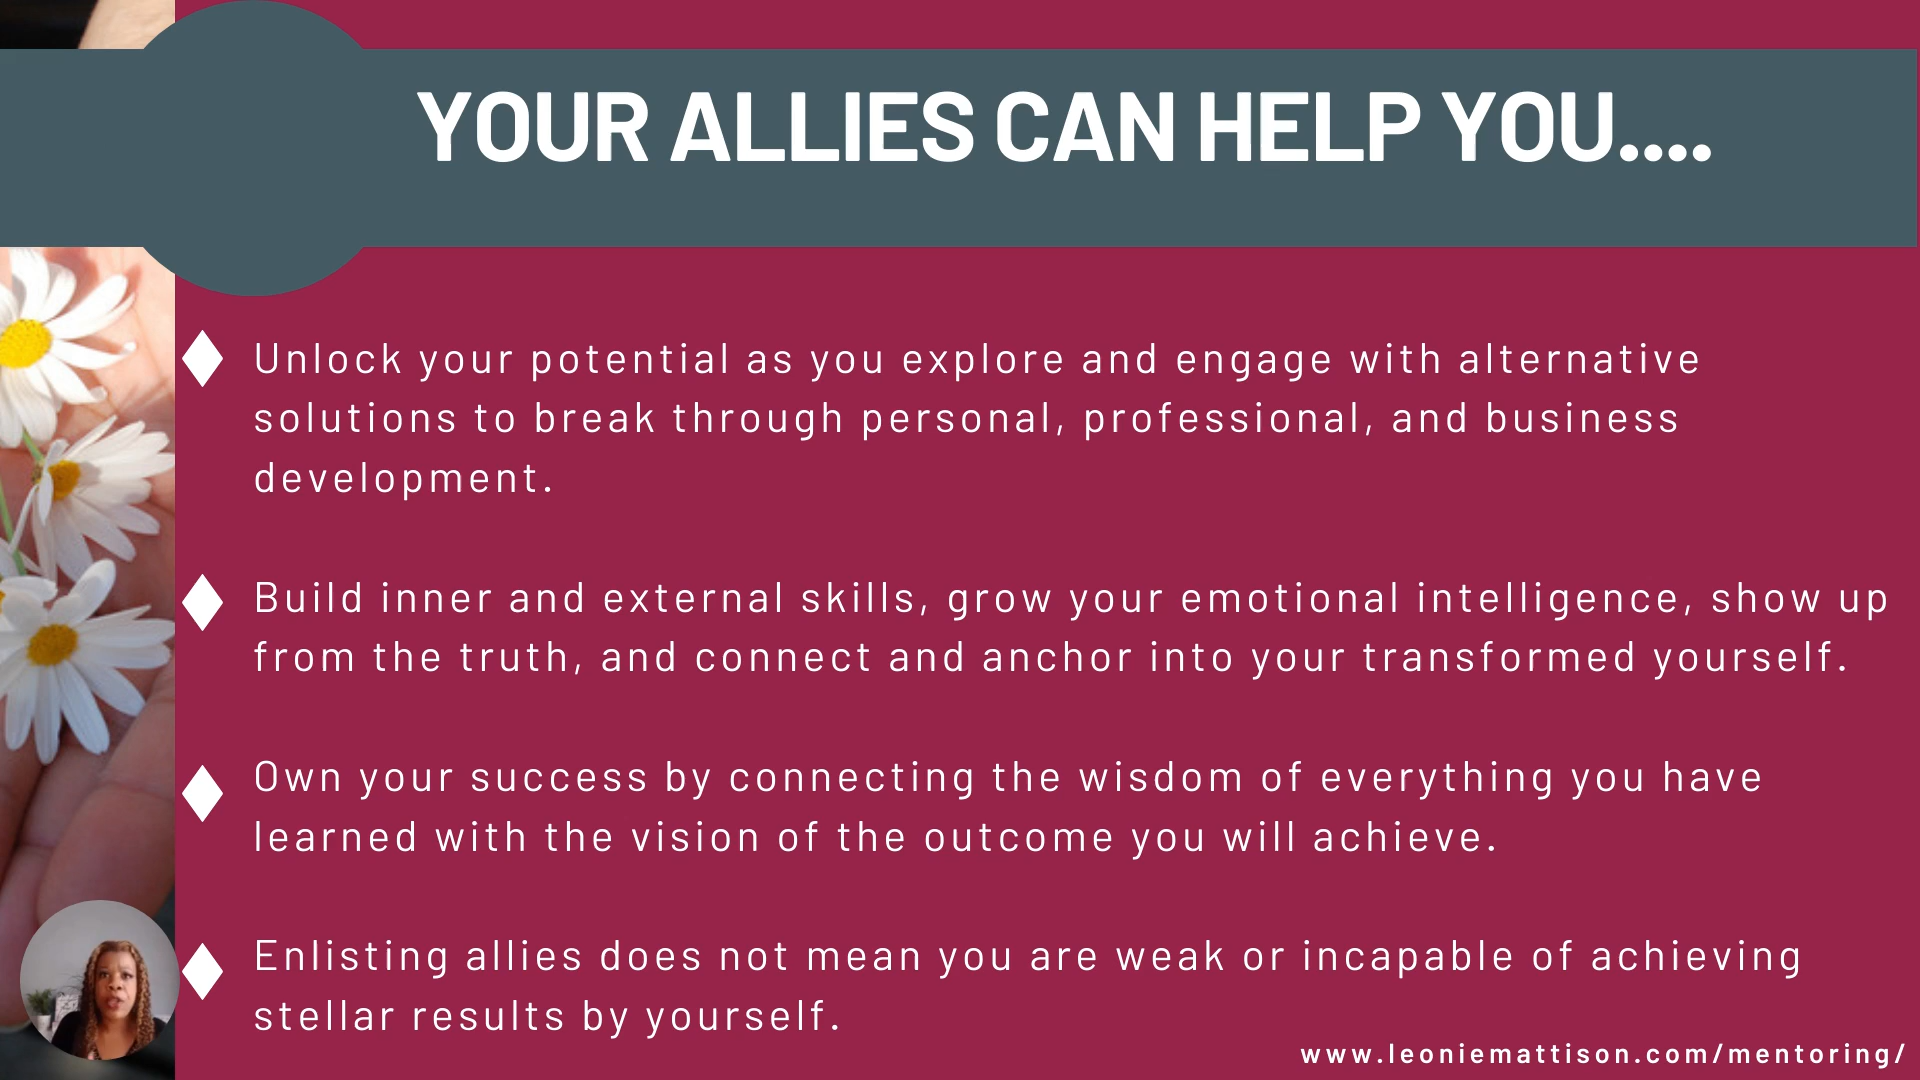 YOUR ALLIES CAN HELP YOU....
Unlock your potential as you explore and engage with alternative
solutions to break through personal, professional, and business
development.
Build inner and external skills, grow your emotional intelligence, show up
from the truth, and connect and anchor into your transformed yourself.
Own your success by connecting the wisdom of everything you have
learned with the vision of the outcome you will achieve.
Enlisting allies does not mean you are weak or incapable of achieving
stellar results by yourself.
www.leoniemattison.com/mentoring/